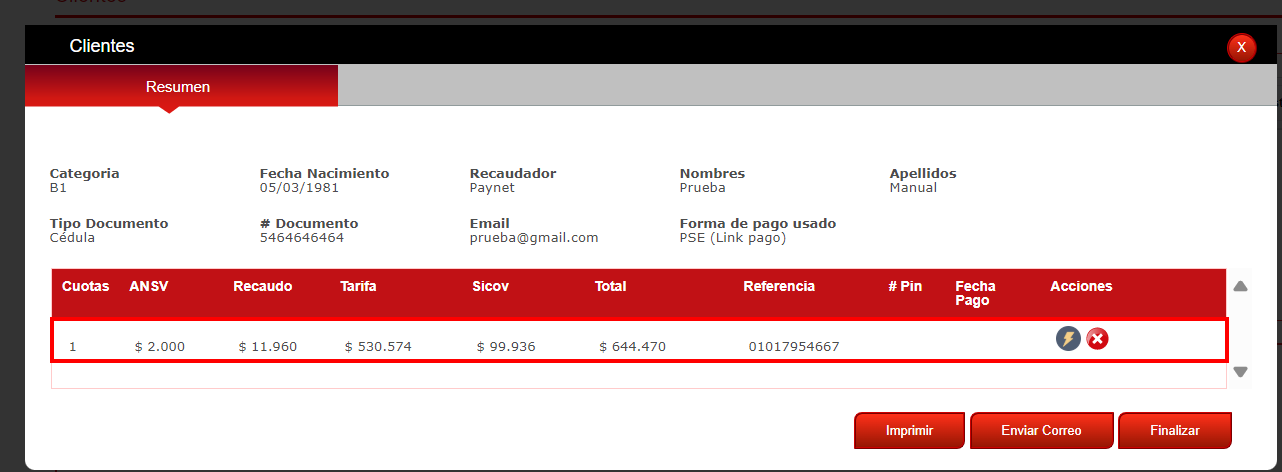 Clientes
Clientes
X
Resumen
Categoria Fecha Nacimiento Recaudador Nombres Apellidos
B1 05/03/1981 Paynet Prueba Manual
Tipo Documento # Documento Email Forma de pago usado
Cédula 5464646464 prueba@gmail.com PSE (Link pago)
Cuotas ANSV Recaudo Tarifa Sicov Total Referencia # Pin Fecha Pago Acciones
1 $ 2.000 $ 11.960 $ 530.574 $ 99.936 $ 644.470 01017954667
Imprimir Enviar Correo Finalizar